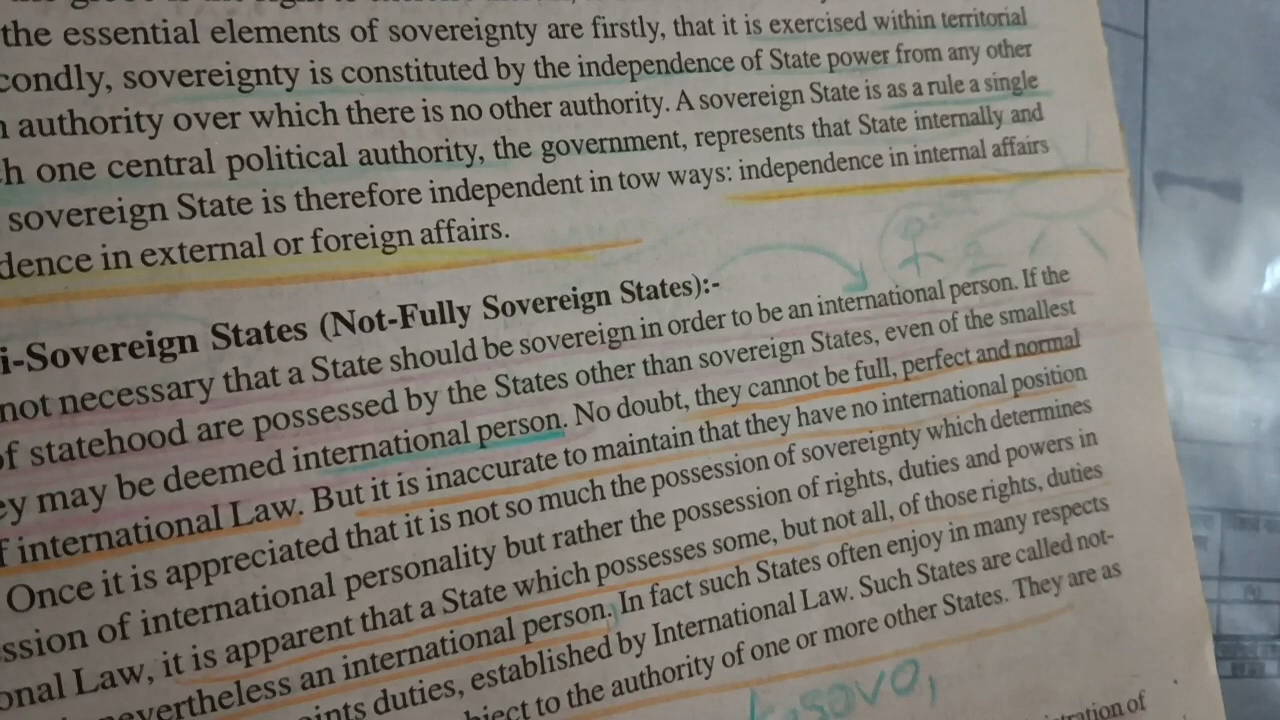 the essential elements of sovereignty are firstly, that it is exercised within territorial
condly, sovereignty is constituted by the independence of State power from any other
authority over which there is no other authority. A sovereign State is as a rule a single
h one central political authority, the government, represents that State internally and
sovereign State is therefore independent in tow ways: independence in internal affairs
dence in external or foreign affairs.
i-Sovereign States (Not-Fully Sovereign States):-
not necessary that a State should be sovereign in order to be an international person. If the
of statehood are possessed by the States other than sovereign States, even of the smallest
ey may be deemed international person. No doubt, they cannot be full, perfect and normal
f international Law. But it is inaccurate to maintain that they have no international position
Once it is appreciated that it is not so much the possession of sovereignty which determines
ssion of international personality but rather the possession of rights, duties and powers in
onal Law, it is apparent that a State which possesses some, but not all, of those rights, duties
nevertheless an international person. In fact such States often enjoy in many respects
ints duties, established by International Law. Such States are called not-
bject to the authority of one or more other States. They are as
Kosovo,
tration of